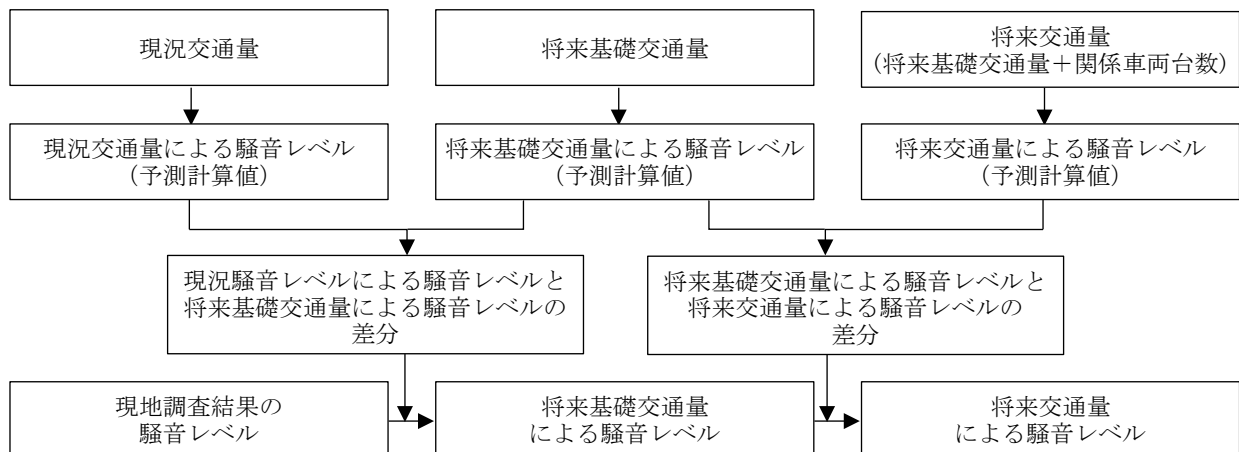 現況交通量
将来基礎交通量
将来交通量
（将来基礎交通量＋関係車両台数）
現況交通量による騒音レベル
（予測計算値）
将来基礎交通量による騒音レベル
（予測計算値）
将来交通量による騒音レベル
（予測計算値）
現況騒音レベルによる騒音レベルと
将来基礎交通量による騒音レベルの
差分
将来基礎交通量による騒音レベルと
将来交通量による騒音レベルの
差分
現地調査結果の
騒音レベル
将来基礎交通量
による騒音レベル
将来交通量
による騒音レベル